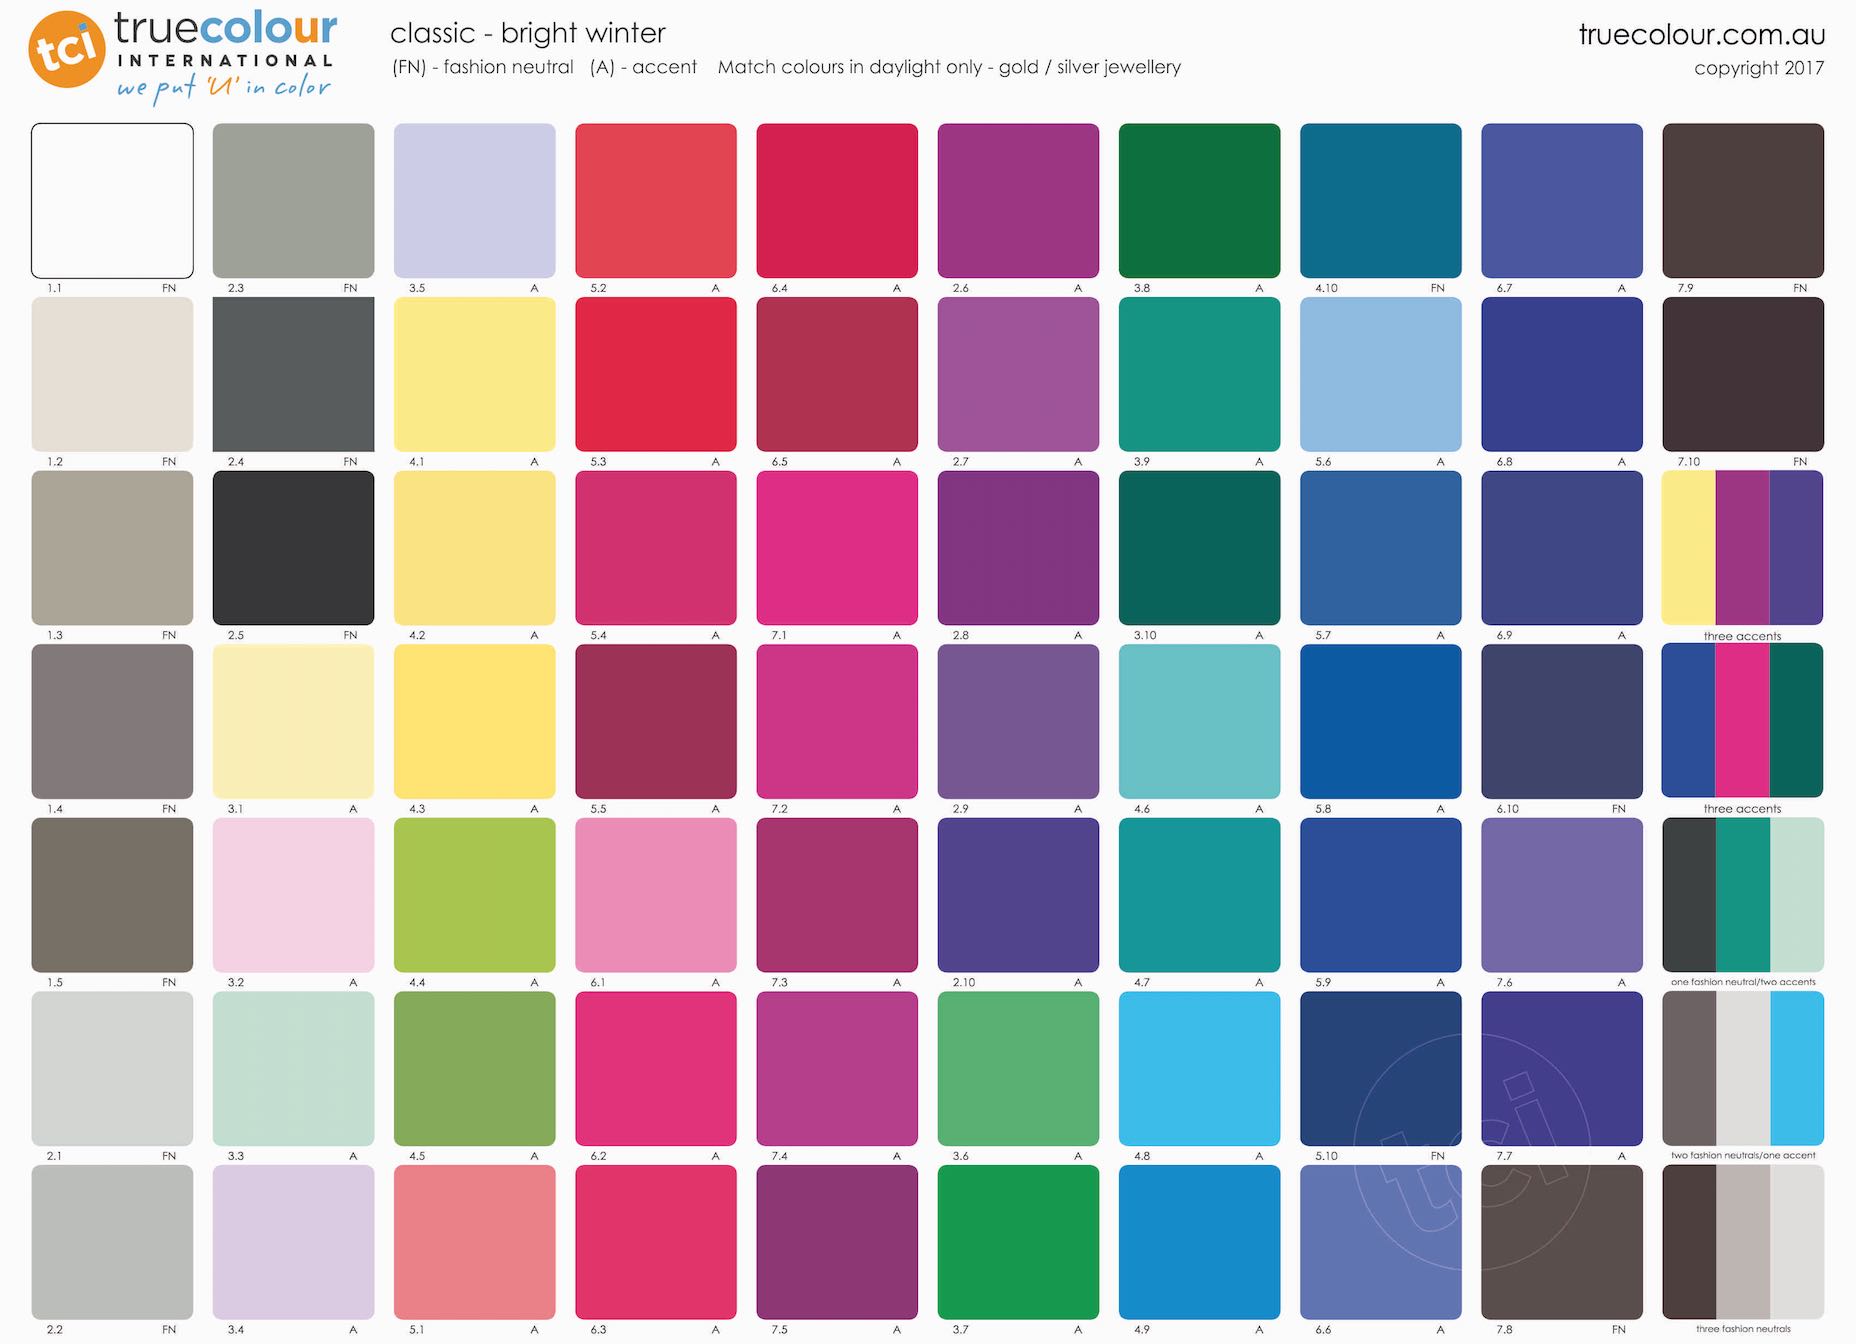 tci truecolour
INTERNATIONAL
we put 'U' in color
classic - bright winter
(FN) - fashion neutral (A) - accent Match colours in daylight only - gold / silver jewellery
truecolour.com.au
copyright 2017
1.1 FN 2.3 FN 3.5 A 5.2 A 6.4 A 2.6 A 3.8 A 4.10 FN 6.7 A 7.9 FN
1.2 FN 2.4 FN 4.1 A 5.3 A 6.5 A 2.7 A 3.9 A 5.6 A 6.8 A 7.10 FN
1.3 FN 2.5 FN 4.2 A 5.4 A 7.1 A 2.8 A 3.10 A 5.7 A 6.9 A three accents
1.4 FN 3.1 A 4.3 A 5.5 A 7.2 A 2.9 A 4.6 A 5.8 A 6.10 FN three accents
1.5 FN 3.2 A 4.4 A 6.1 A 7.3 A 2.10 A 4.7 A 5.9 A 7.6 A one fashion neutral/two accents
2.1 FN 3.3 A 4.5 A 6.2 A 7.4 A 3.6 A 4.8 A 5.10 FN 7.7 A two fashion neutrals/one accent
tci
2.2 FN 3.4 A 5.1 A 6.3 A 7.5 A 3.7 A 4.9 A 6.6 A 7.8 FN three fashion neutrals